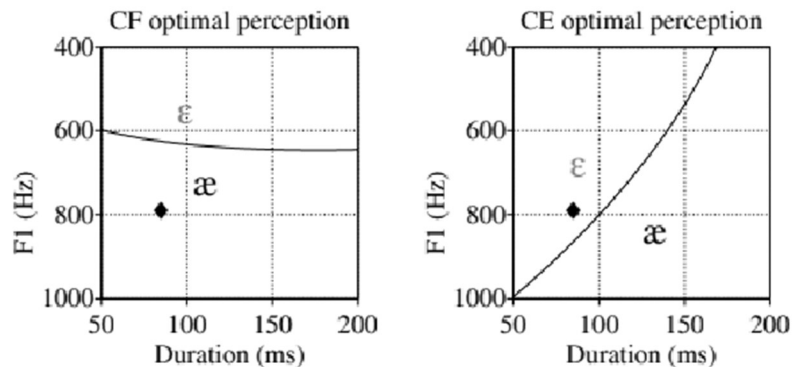 CF optimal perception
400
600
800
1000
ε
æ
50 100 150 200
F1 (Hz)
Duration (ms)
CE optimal perception
400
600
800
1000
ε
æ
50 100 150 200
F1 (Hz)
Duration (ms)